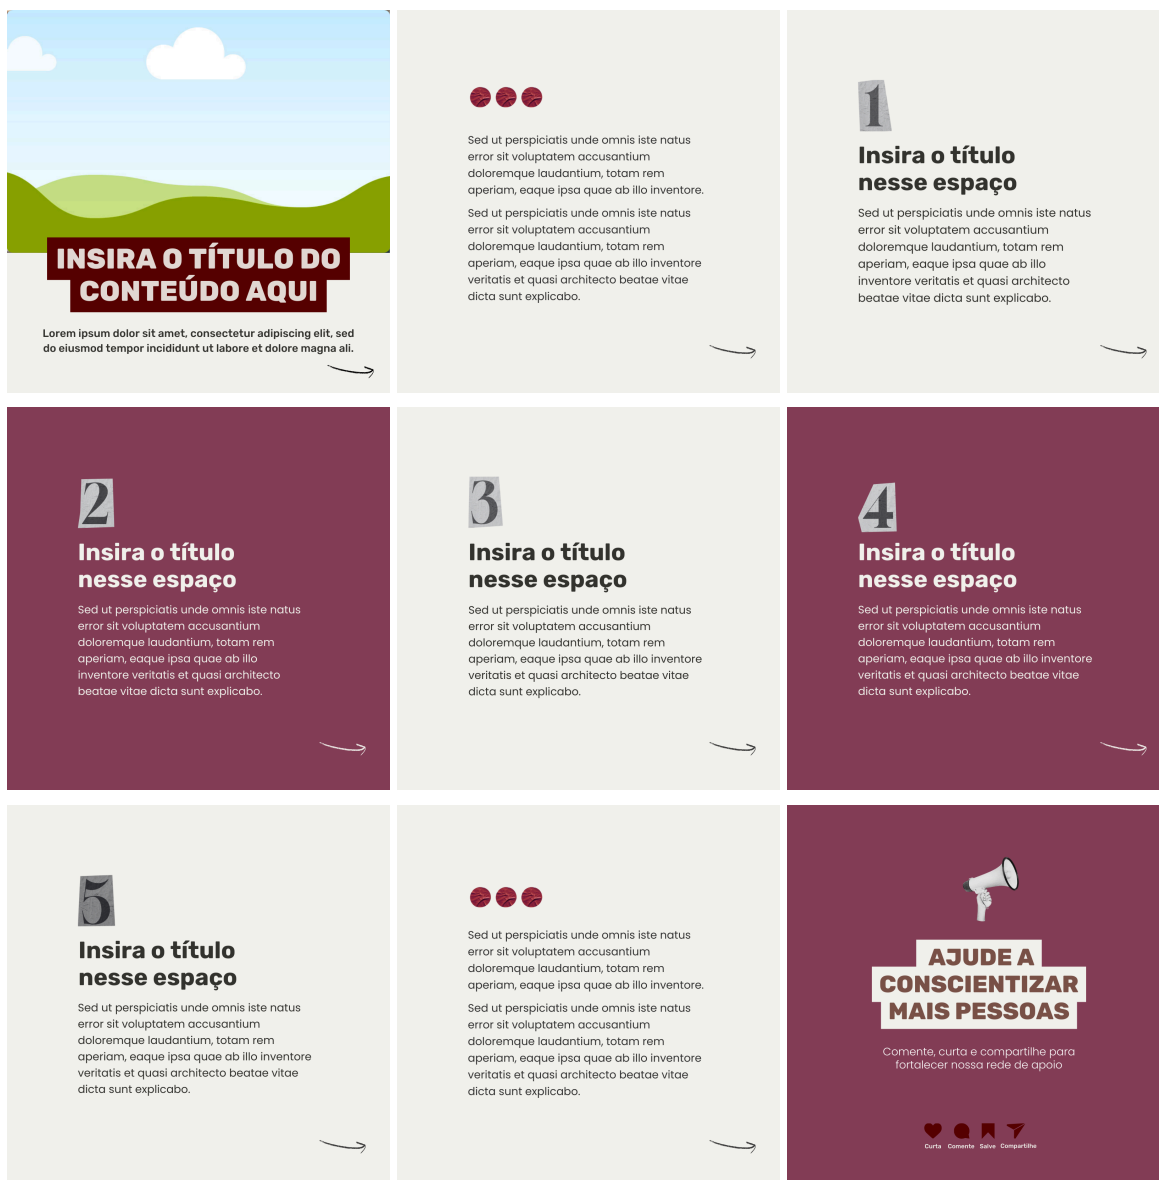 INSIRA O TÍTULO DO
CONTEÚDO AQUI
Lorem ipsum dolor sit amet, consectetur adipiscing elit, sed
do eiusmod tempor incididunt ut labore et dolore magna ali.
Sed ut perspiciatis unde omnis iste natus
error sit voluptatem accusantium
doloremque laudantium, totam rem
aperiam, eaque ipsa quae ab illo inventore.
Sed ut perspiciatis unde omnis iste natus
error sit voluptatem accusantium
doloremque laudantium, totam rem
aperiam, eaque ipsa quae ab illo inventore
veritatis et quasi architecto beatae vitae
dicta sunt explicabo.
1
Insira o título
nesse espaço
Sed ut perspiciatis unde omnis iste natus
error sit voluptatem accusantium
doloremque laudantium, totam rem
aperiam, eaque ipsa quae ab illo
inventore veritatis et quasi architecto
beatae vitae dicta sunt explicabo.
2
Insira o título
nesse espaço
Sed ut perspiciatis unde omnis iste natus
error sit voluptatem accusantium
doloremque laudantium, totam rem
aperiam, eaque ipsa quae ab illo
inventore veritatis et quasi architecto
beatae vitae dicta sunt explicabo.
3
Insira o título
nesse espaço
Sed ut perspiciatis unde omnis iste natus
error sit voluptatem accusantium
doloremque laudantium, totam rem
aperiam, eaque ipsa quae ab illo inventore
veritatis et quasi architecto beatae vitae
dicta sunt explicabo.
4
Insira o título
nesse espaço
Sed ut perspiciatis unde omnis iste natus
error sit voluptatem accusantium
doloremque laudantium, totam rem
aperiam, eaque ipsa quae ab illo inventore
veritatis et quasi architecto beatae vitae
dicta sunt explicabo.
5
Insira o título
nesse espaço
Sed ut perspiciatis unde omnis iste natus
error sit voluptatem accusantium
doloremque laudantium, totam rem
aperiam, eaque ipsa quae ab illo inventore
veritatis et quasi architecto beatae vitae
dicta sunt explicabo.
Sed ut perspiciatis unde omnis iste natus
error sit voluptatem accusantium
doloremque laudantium, totam rem
aperiam, eaque ipsa quae ab illo inventore.
Sed ut perspiciatis unde omnis iste natus
error sit voluptatem accusantium
doloremque laudantium, totam rem
aperiam, eaque ipsa quae ab illo inventore
veritatis et quasi architecto beatae vitae
dicta sunt explicabo.
AJUDE A
CONSCIENTIZAR
MAIS PESSOAS
Comente, curta e compartilhe para
fortalecer nossa rede de apoio
Curta Comente Salve Compartilhe